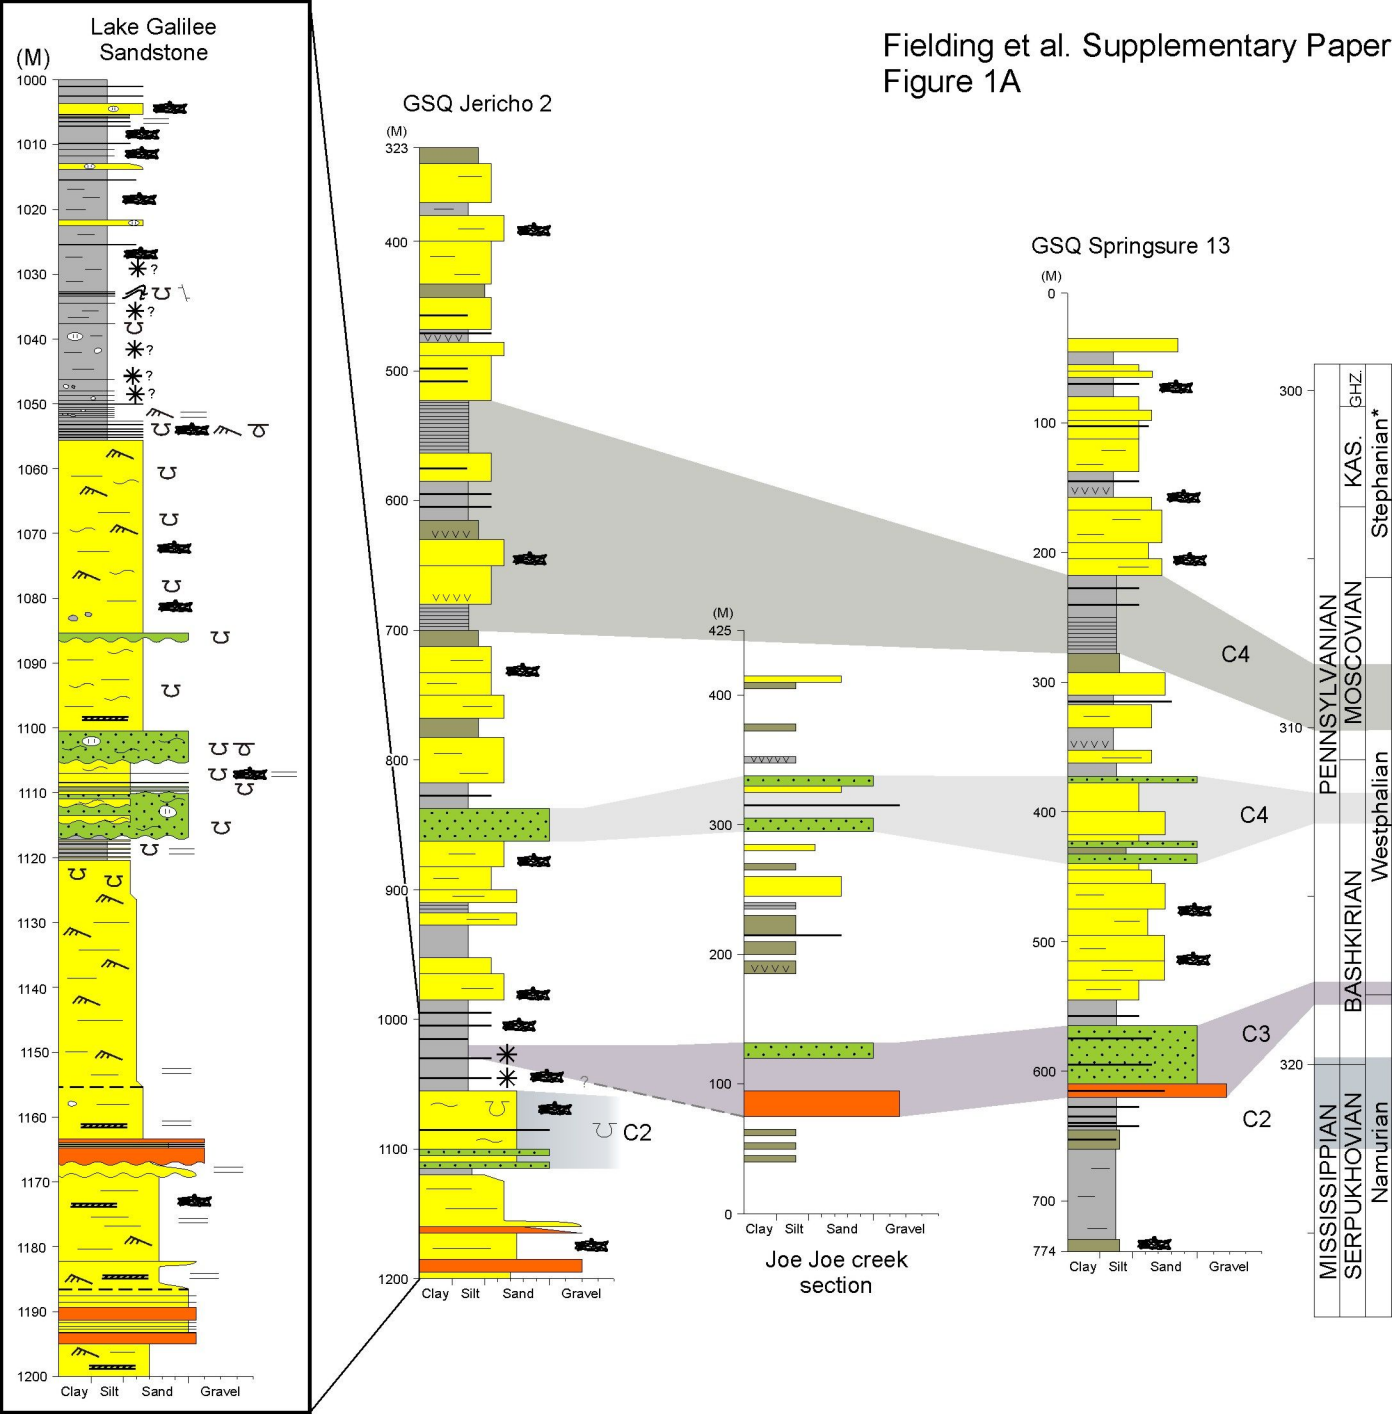 Fielding et al. Supplementary Paper
Figure 1A
Lake Galilee
Sandstone
(M)
1000
1010
1020
1030
1040
1050
1060
1070
1080
1090
1100
1110
1120
1130
1140
1150
1160
1170
1180
1190
1200
?
?
?
?
?
Clay Silt Sand Gravel
GSQ Jericho 2
(M)
323
400
500
600
700
800
900
1000
1100
1200
?
C2
Clay Silt Sand Gravel
(M)
425
400
300
200
100
0
Clay Silt Sand Gravel
Joe Joe creek
section
GSQ Springsure 13
(M)
0
100
200
300
400
500
600
700
774
Clay Silt Sand Gravel
C4
C4
C3
C2
300
310
320
PENNSYLVANIAN
MISSISSIPPIAN
GHZ.
KAS.
MOSCOVIAN
BASHKIRIAN
SERPUKHOVIAN
Stephanian*
Westphalian
Namurian